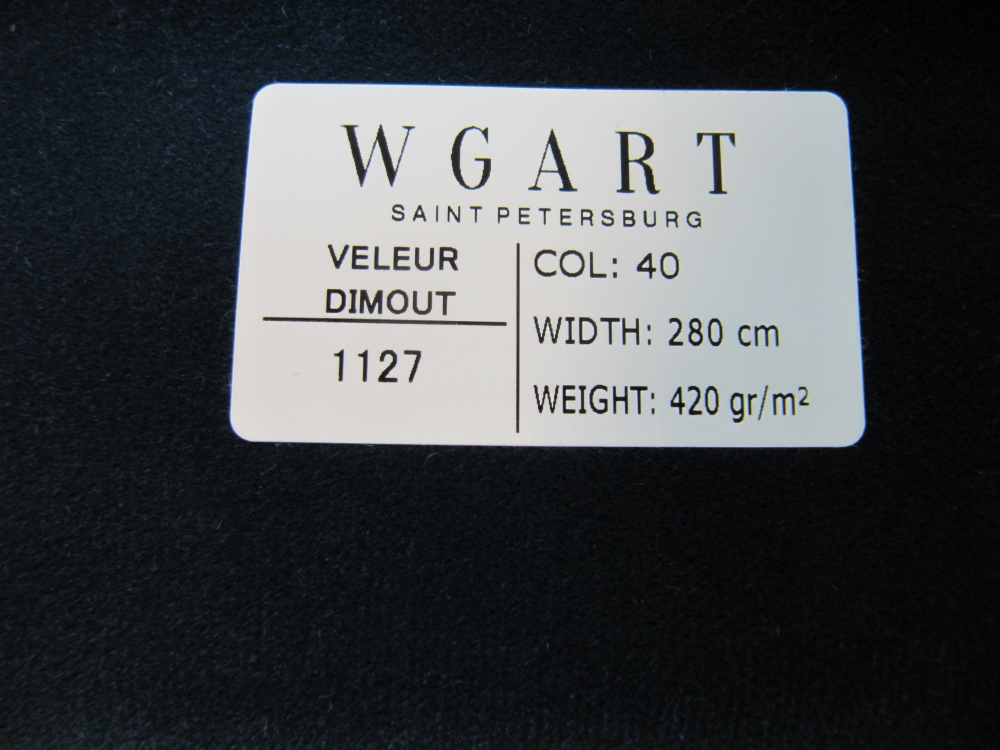 WGART
SAINT PETERSBURG
VELEUR
DIMOUT
1127
COL: 40
WIDTH: 280 cm
WEIGHT: 420 gr/m²